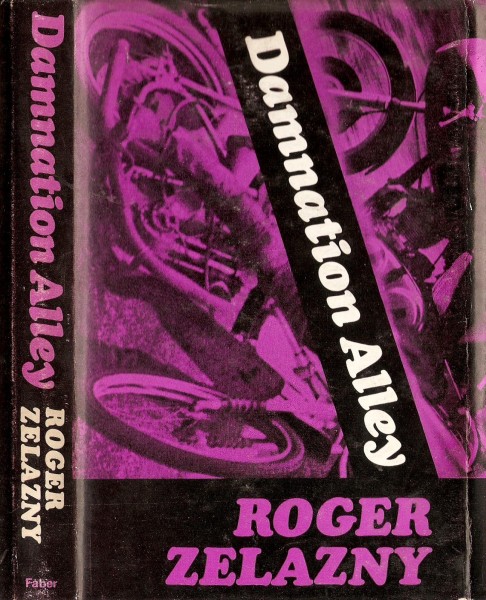 Damnation Alley
ROGER
ZELAZNY
Faber
Damnation Alley
ROGER
ZELAZNY